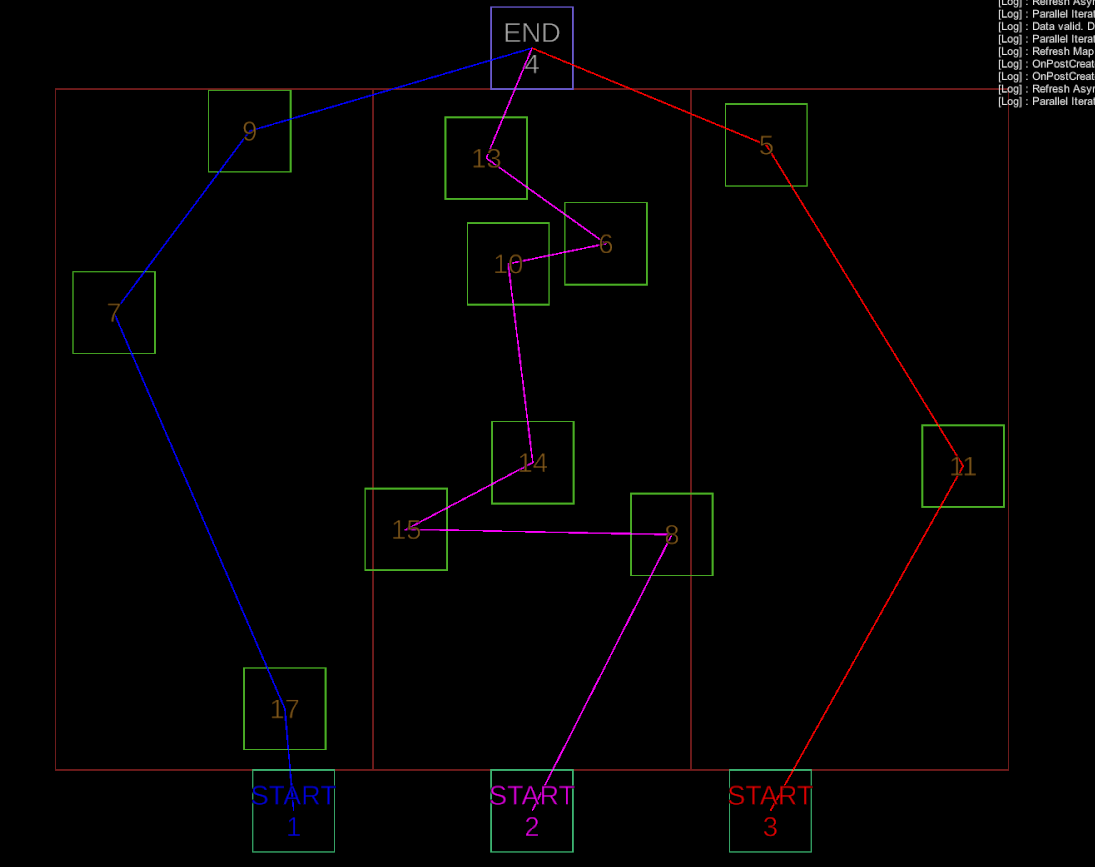 [Log] : Refresh Asyn
[Log] : Parallel Iterat
[Log] : Data valid. D
[Log] : Parallel Iterat
[Log] : Refresh Map
[Log] : OnPostCreat
[Log] : OnPostCreat
[Log] : Refresh Asyn
[Log] : Parallel Iterat
END
4
9
13
5
6
10
7
14
11
15
8
17
START
1
START
2
START
3